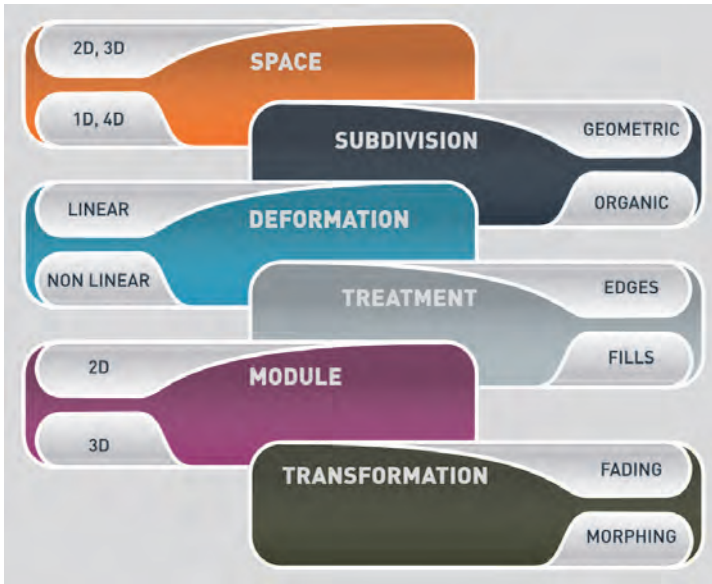 2D, 3D
SPACE
1D, 4D
SUBDIVISION
GEOMETRIC
ORGANIC
LINEAR
DEFORMATION
NON LINEAR
TREATMENT
EDGES
FILLS
2D
MODULE
3D
TRANSFORMATION
FADING
MORPHING